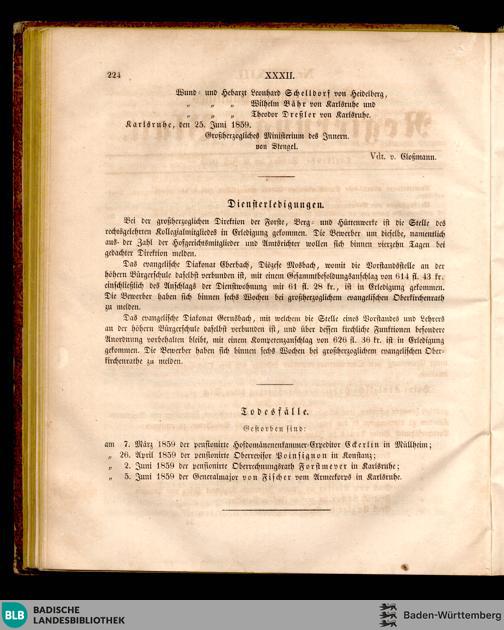 224
XXXII.
Wund- und Hebarzt Leonhard Schelldorf von Heidelberg,
„ „ „ Wilhelm Bähr von Karlsruhe und
„ „ „ Theodor Dreßler von Karlsruhe.
Karlsruhe, den 25. Juni 1859.
Großherzogliches Ministerium des Innern.
von Stengel.
Vdt. v. Cloßmann.
Diensterledigungen.
Bei der großherzoglichen Direktion der Forste, Berg- und Hüttenwerke ist die Stelle des
rechtsgelehrten Kollegialmitgliedes in Erledigung gekommen. Die Bewerber um dieselbe, namentlich
aus der Zahl der Hofgerichtsmitglieder und Amtsrichter wollen sich binnen vierzehn Tagen bei
gedachter Direktion melden.
Das evangelische Diakonat Eberbach, Diözese Mosbach, womit die Vorstandsstelle an der
höhern Bürgerschule daselbst verbunden ist, mit einem Gesammtbesoldungsanschlag von 614 fl. 43 kr.
einschließlich des Anschlags der Dienstwohnung mit 61 fl. 28 kr., ist in Erledigung gekommen.
Die Bewerber haben sich binnen sechs Wochen bei großherzoglichem evangelischen Oberkirchenrath
zu melden.
Das evangelische Diakonat Gernsbach, mit welchem die Stelle eines Vorstandes und Lehrers
an der höhern Bürgerschule daselbst verbunden ist, und über dessen kirchliche Funktionen besondere
Anordnung vorbehalten bleibt, mit einem Kompetenzanschlag von 626 fl. 36 kr. ist in Erledigung
gekommen. Die Bewerber haben sich binnen sechs Wochen bei großherzoglichem evangelischen Ober-
kirchenrathe zu melden.
Todesfälle.
Gestorben sind:
am 7. März 1859 der pensionirte Hofdomänenkammer-Expeditor Eckerlin in Müllheim;
„ 26. April 1859 der pensionirte Oberrevisor Poinsignon in Konstanz;
„ 2. Juni 1859 der pensionirte Oberrechnungsrath Forstmeyer in Karlsruhe;
„ 5. Juni 1859 der Generalmajor von Fischer vom Armeekorps in Karlsruhe.
BLB BADISCHE
LANDESBIBLIOTHEK
Baden-Württemberg